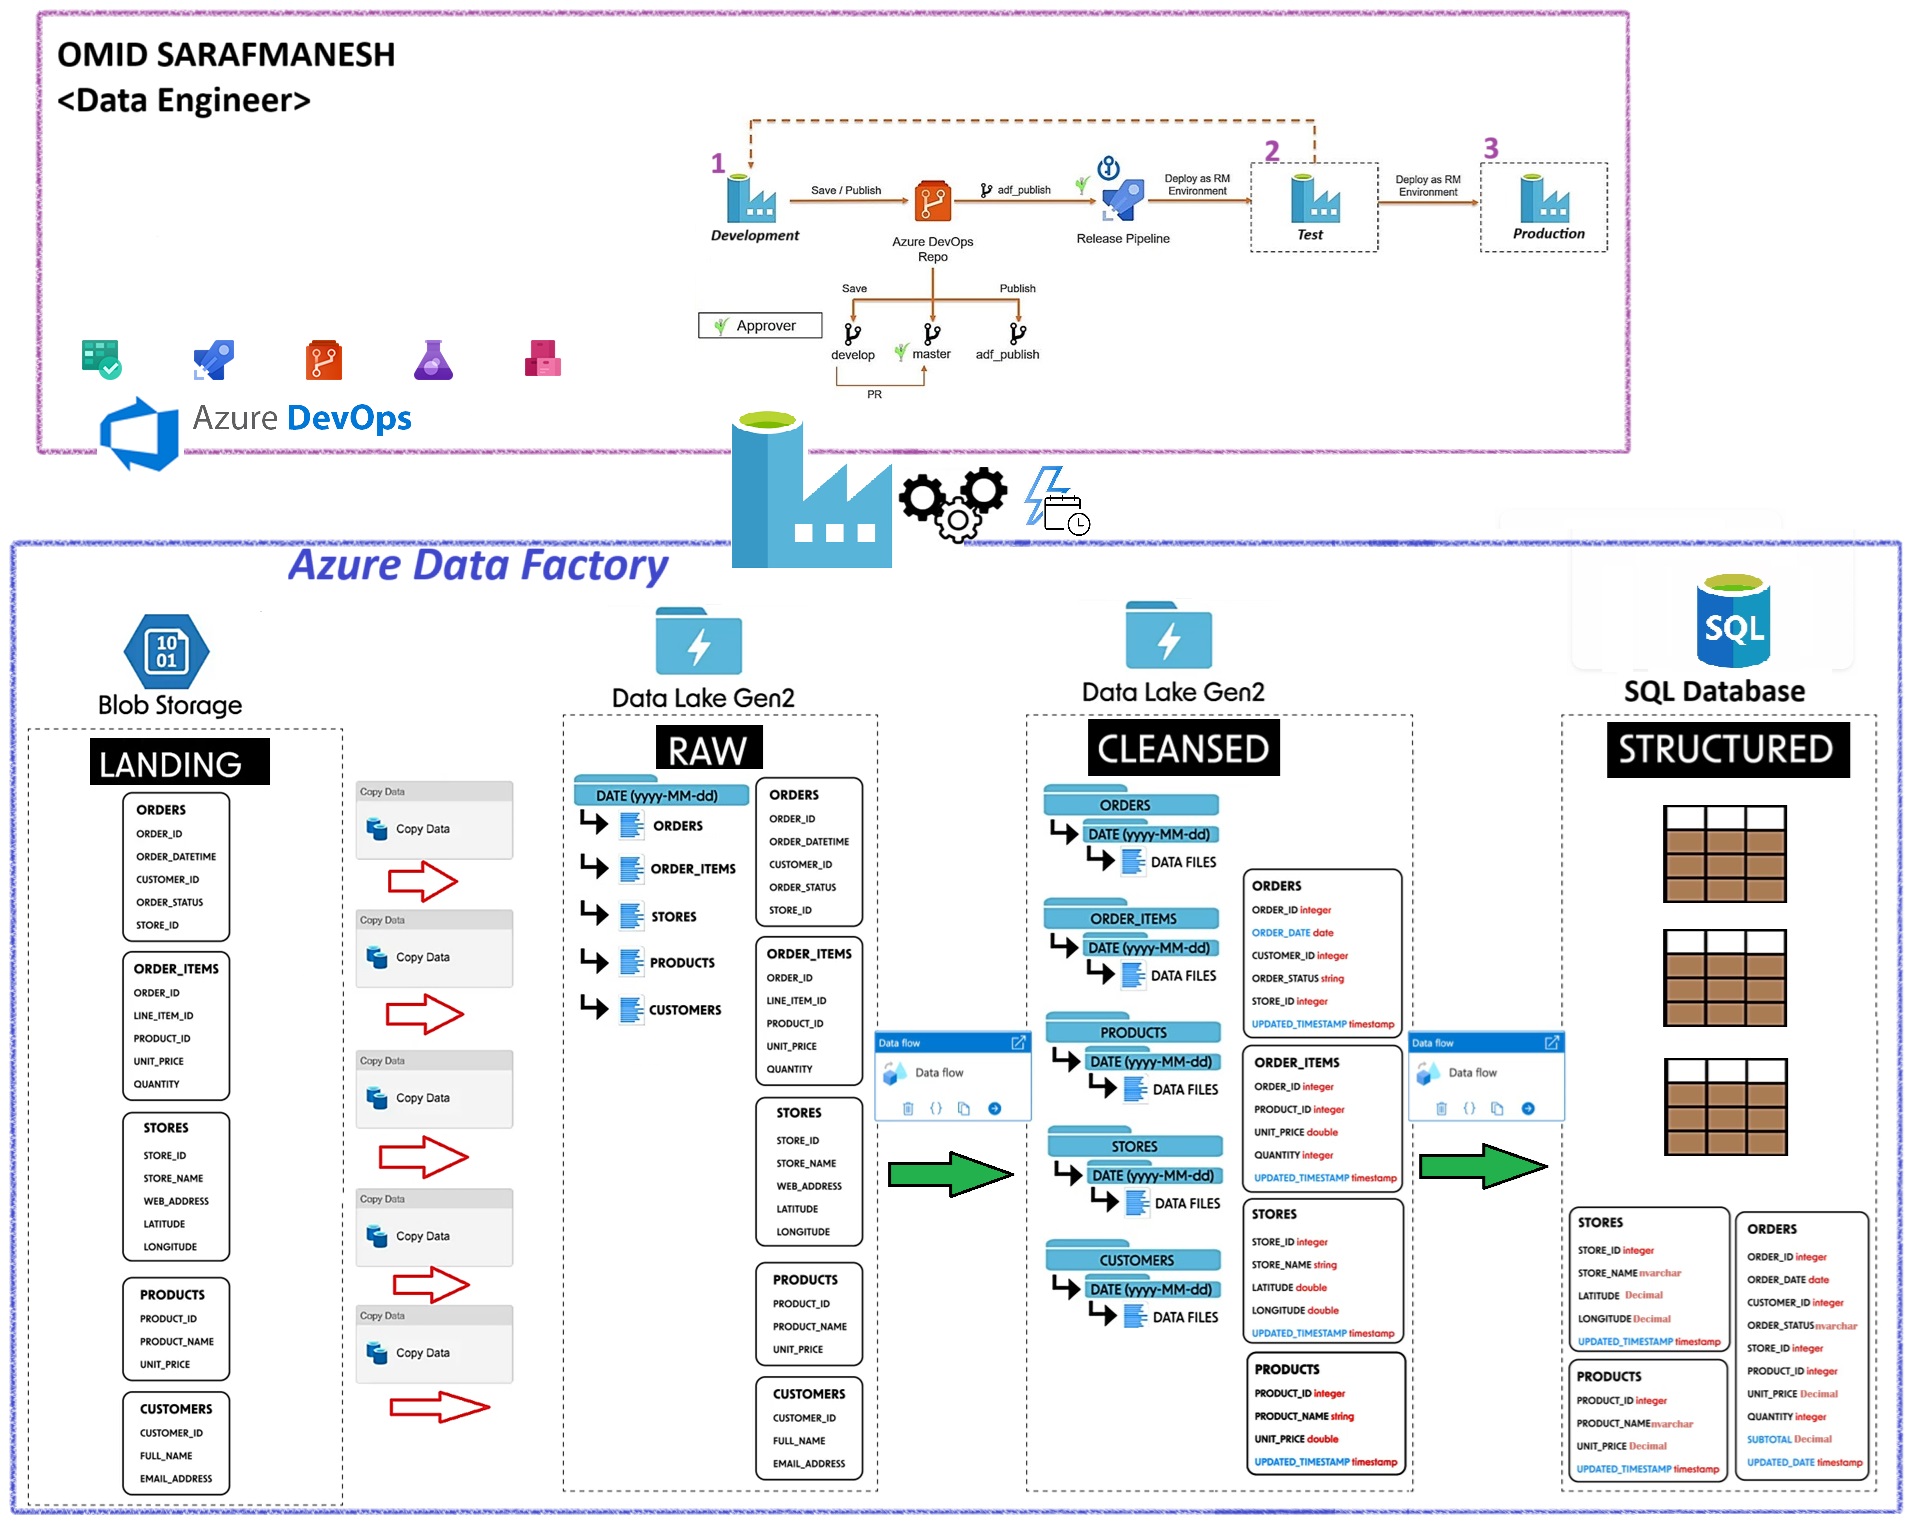 OMID SARAFMANESH
<Data Engineer>
1
2
3
Save / Publish
adf_publish
Deploy as RM
Environment
Deploy as RM
Environment
Development
Azure DevOps
Repo
Release Pipeline
Test
Production
Save
Publish
Approver
develop
master
adf_publish
PR
Azure DevOps
Azure Data Factory
10
01
Blob Storage
Data Lake Gen2
Data Lake Gen2
SQL
SQL Database
LANDING
ORDERS
ORDER_ID
ORDER_DATETIME
CUSTOMER_ID
ORDER_STATUS
STORE_ID
ORDER_ITEMS
ORDER_ID
LINE_ITEM_ID
PRODUCT_ID
UNIT_PRICE
QUANTITY
STORES
STORE_ID
STORE_NAME
WEB_ADDRESS
LATITUDE
LONGITUDE
PRODUCTS
PRODUCT_ID
PRODUCT_NAME
UNIT_PRICE
CUSTOMERS
CUSTOMER_ID
FULL_NAME
EMAIL_ADDRESS
Copy Data
Copy Data
Copy Data
Copy Data
Copy Data
Copy Data
Copy Data
Copy Data
Copy Data
Copy Data
RAW
DATE (yyyy-MM-dd)
ORDERS
ORDER_ITEMS
STORES
PRODUCTS
CUSTOMERS
ORDERS
ORDER_ID
ORDER_DATETIME
CUSTOMER_ID
ORDER_STATUS
STORE_ID
ORDER_ITEMS
ORDER_ID
LINE_ITEM_ID
PRODUCT_ID
UNIT_PRICE
QUANTITY
STORES
STORE_ID
STORE_NAME
WEB_ADDRESS
LATITUDE
LONGITUDE
PRODUCTS
PRODUCT_ID
PRODUCT_NAME
UNIT_PRICE
CUSTOMERS
CUSTOMER_ID
FULL_NAME
EMAIL_ADDRESS
Data flow
Data flow
CLEANSED
ORDERS
DATE (yyyy-MM-dd)
DATA FILES
ORDER_ITEMS
DATE (yyyy-MM-dd)
DATA FILES
PRODUCTS
DATE (yyyy-MM-dd)
DATA FILES
STORES
DATE (yyyy-MM-dd)
DATA FILES
CUSTOMERS
DATE (yyyy-MM-dd)
DATA FILES
ORDERS
ORDER_ID integer
ORDER_DATE date
CUSTOMER_ID integer
ORDER_STATUS string
STORE_ID integer
UPDATED_TIMESTAMP timestamp
ORDER_ITEMS
ORDER_ID integer
PRODUCT_ID integer
UNIT_PRICE double
QUANTITY integer
UPDATED_TIMESTAMP timestamp
STORES
STORE_ID integer
STORE_NAME string
LATITUDE double
LONGITUDE double
UPDATED_TIMESTAMP timestamp
PRODUCTS
PRODUCT_ID integer
PRODUCT_NAME string
UNIT_PRICE double
UPDATED_TIMESTAMP timestamp
Data flow
Data flow
STRUCTURED
STORES
STORE_ID integer
STORE_NAME nvarchar
LATITUDE Decimal
LONGITUDE Decimal
UPDATED_TIMESTAMP timestamp
PRODUCTS
PRODUCT_ID integer
PRODUCT_NAME nvarchar
UNIT_PRICE Decimal
UPDATED_TIMESTAMP timestamp
ORDERS
ORDER_ID integer
ORDER_DATE date
CUSTOMER_ID integer
ORDER_STATUS nvarchar
STORE_ID integer
PRODUCT_ID integer
UNIT_PRICE Decimal
QUANTITY integer
SUBTOTAL Decimal
UPDATED_DATE timestamp